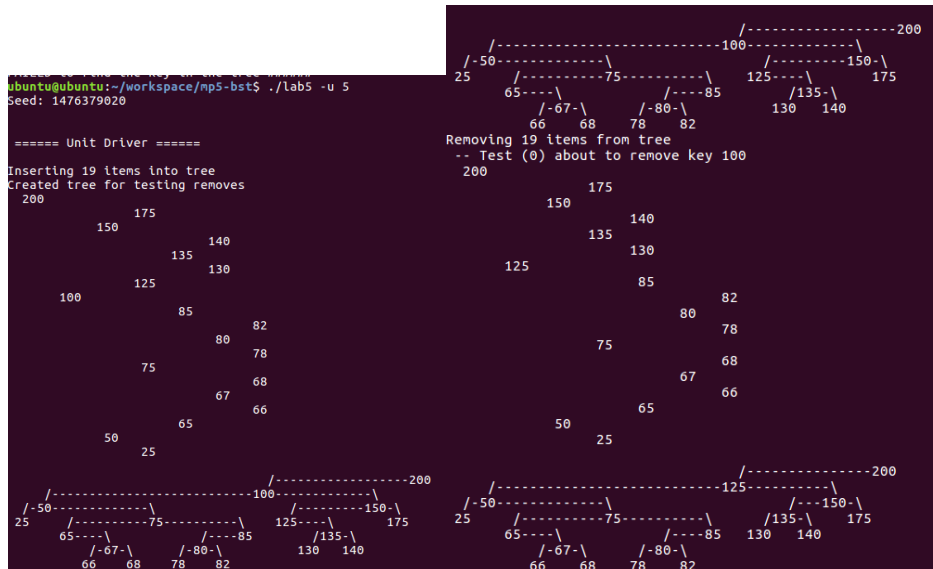 ubuntu@ubuntu:~/workspace/mp5-bst$ ./lab5 -u 5
Seed: 1476379020
====== Unit Driver ======
Inserting 19 items into tree
Created tree for testing removes
200
175
150
140
135
130
125
100
85
82
80
78
75
68
67
66
65
50
25
/------------------200
/---------------------------100-------------\
/-50-------------\ /---------150-\
25 /----------75----------\ 125----\ 175
65----\ /----85 /135-\
/-67-\ /-80-\ 130 140
66 68 78 82
/------------------200
/---------------------------100-------------\
/-50-------------\ /---------150-\
25 /----------75----------\ 125----\ 175
65----\ /----85 /135-\
/-67-\ /-80-\ 130 140
66 68 78 82
Removing 19 items from tree
-- Test (0) about to remove key 100
200
175
150
140
135
130
125
85
82
80
78
75
68
67
66
65
50
25
/---------------200
/---------------------------125-----------\
/-50-------------\ /---150-\
25 /----------75----------\ /135-\ 175
65----\ /----85 130 140
/-67-\ /-80-\
66 68 78 82